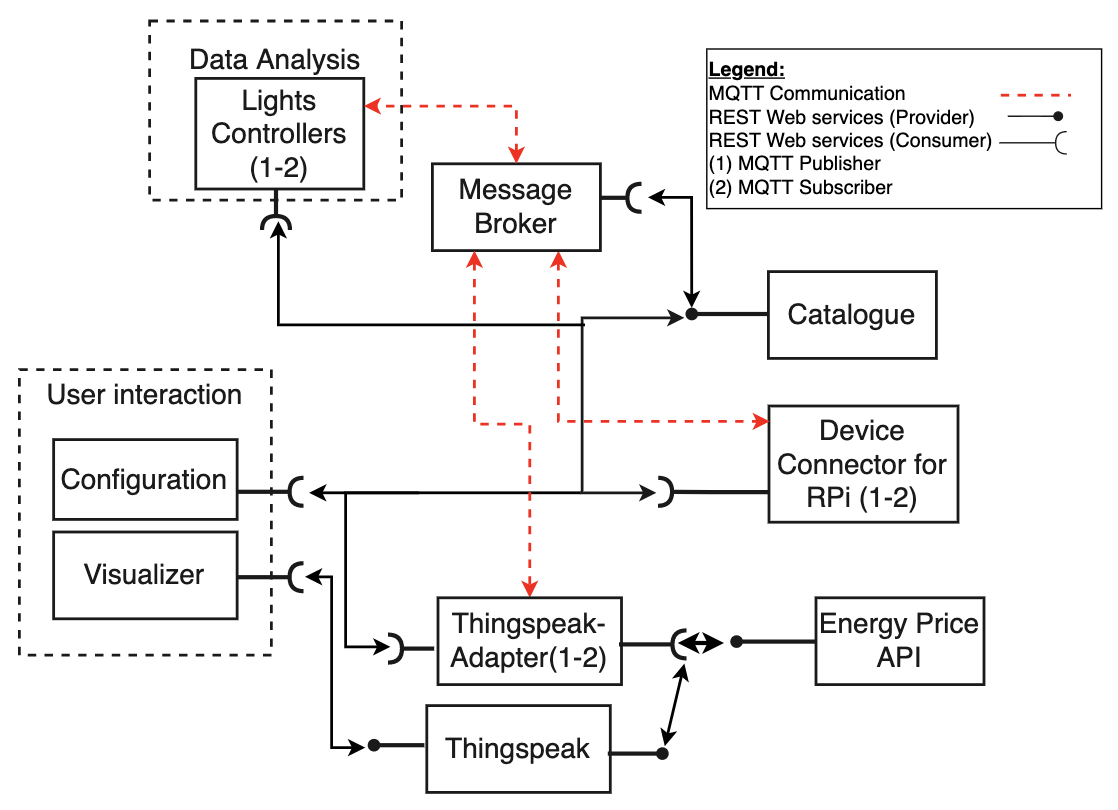 Data Analysis
Lights
Controllers
(1-2)
Message
Broker
Legend:
MQTT Communication
REST Web services (Provider)
REST Web services (Consumer)
(1) MQTT Publisher
(2) MQTT Subscriber
Catalogue
User interaction
Configuration
Visualizer
Device
Connector for
RPi (1-2)
Thingspeak-
Adapter(1-2)
Energy Price
API
Thingspeak